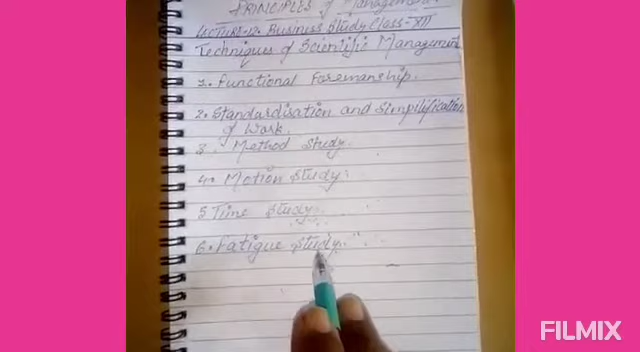 PRINCIPLES of Management
LECTURE-12. Business Study Class-XII
Techniques of Scientific Management
1. Functional Foremanship.
2. Standardisation and Simplification
of Work.
3. Method Study.
4. Motion Study.
5 Time Study.
6. Fatigue Study.
FILMIX